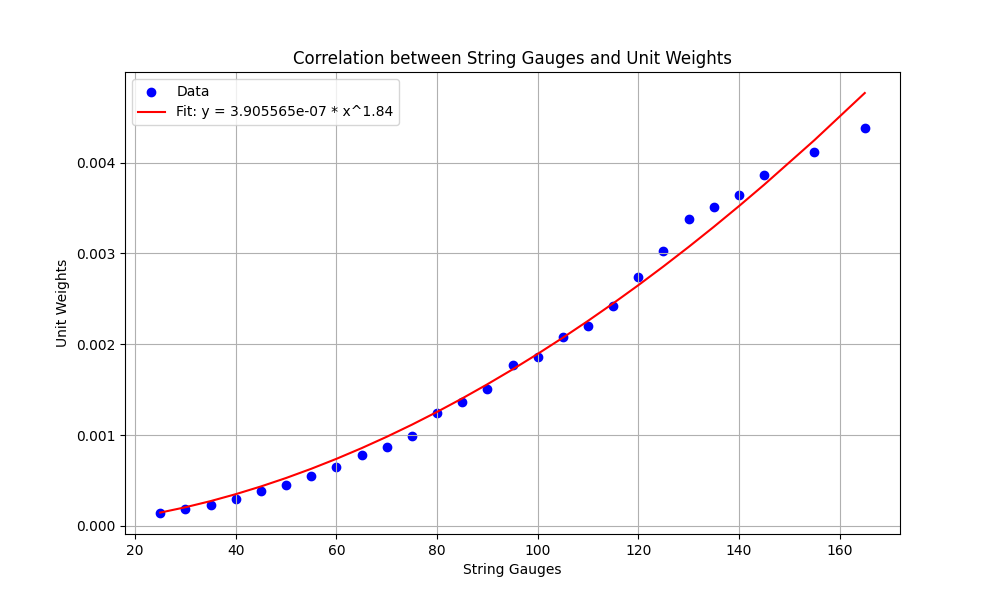 Correlation between String Gauges and Unit Weights
Data
Fit: y = 3.905565e-07 * x^1.84
0.004
0.003
0.002
0.001
0.000
Unit Weights
20 40 60 80 100 120 140 160
String Gauges